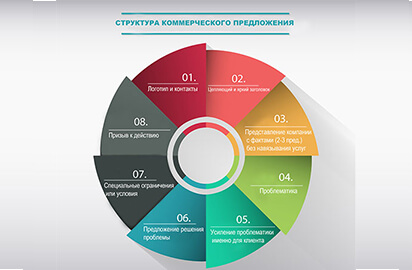 СТРУКТУРА КОММЕРЧЕСКОГО ПРЕДЛОЖЕНИЯ
01.
Логотип и контакты
02.
Цепляющий и яркий заголовок
03.
Представление компании
с фактами (2-3 пред.)
без навязывания услуг
04.
Проблематика
05.
Усиление проблематики
именно для клиента
06.
Предложение решения
проблемы
07.
Специальные ограничения
или условия
08.
Призыв к действию